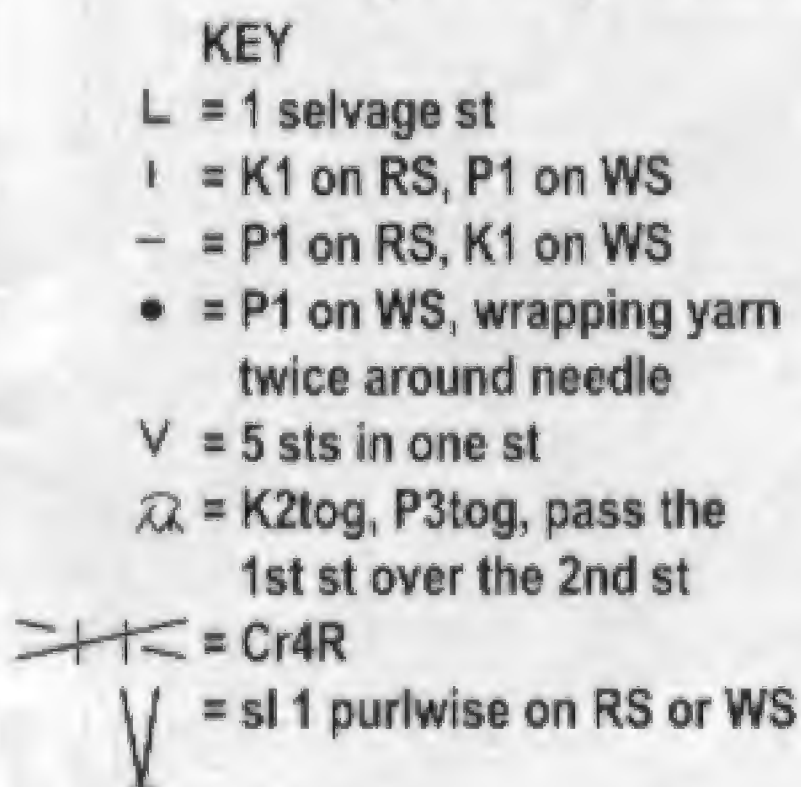 KEY
L = 1 selvage st
ı = K1 on RS, P1 on WS
– = P1 on RS, K1 on WS
• = P1 on WS, wrapping yarn
twice around needle
V = 5 sts in one st
= K2tog, P3tog, pass the
1st st over the 2nd st
= Cr4R
V = sl 1 purlwise on RS or WS